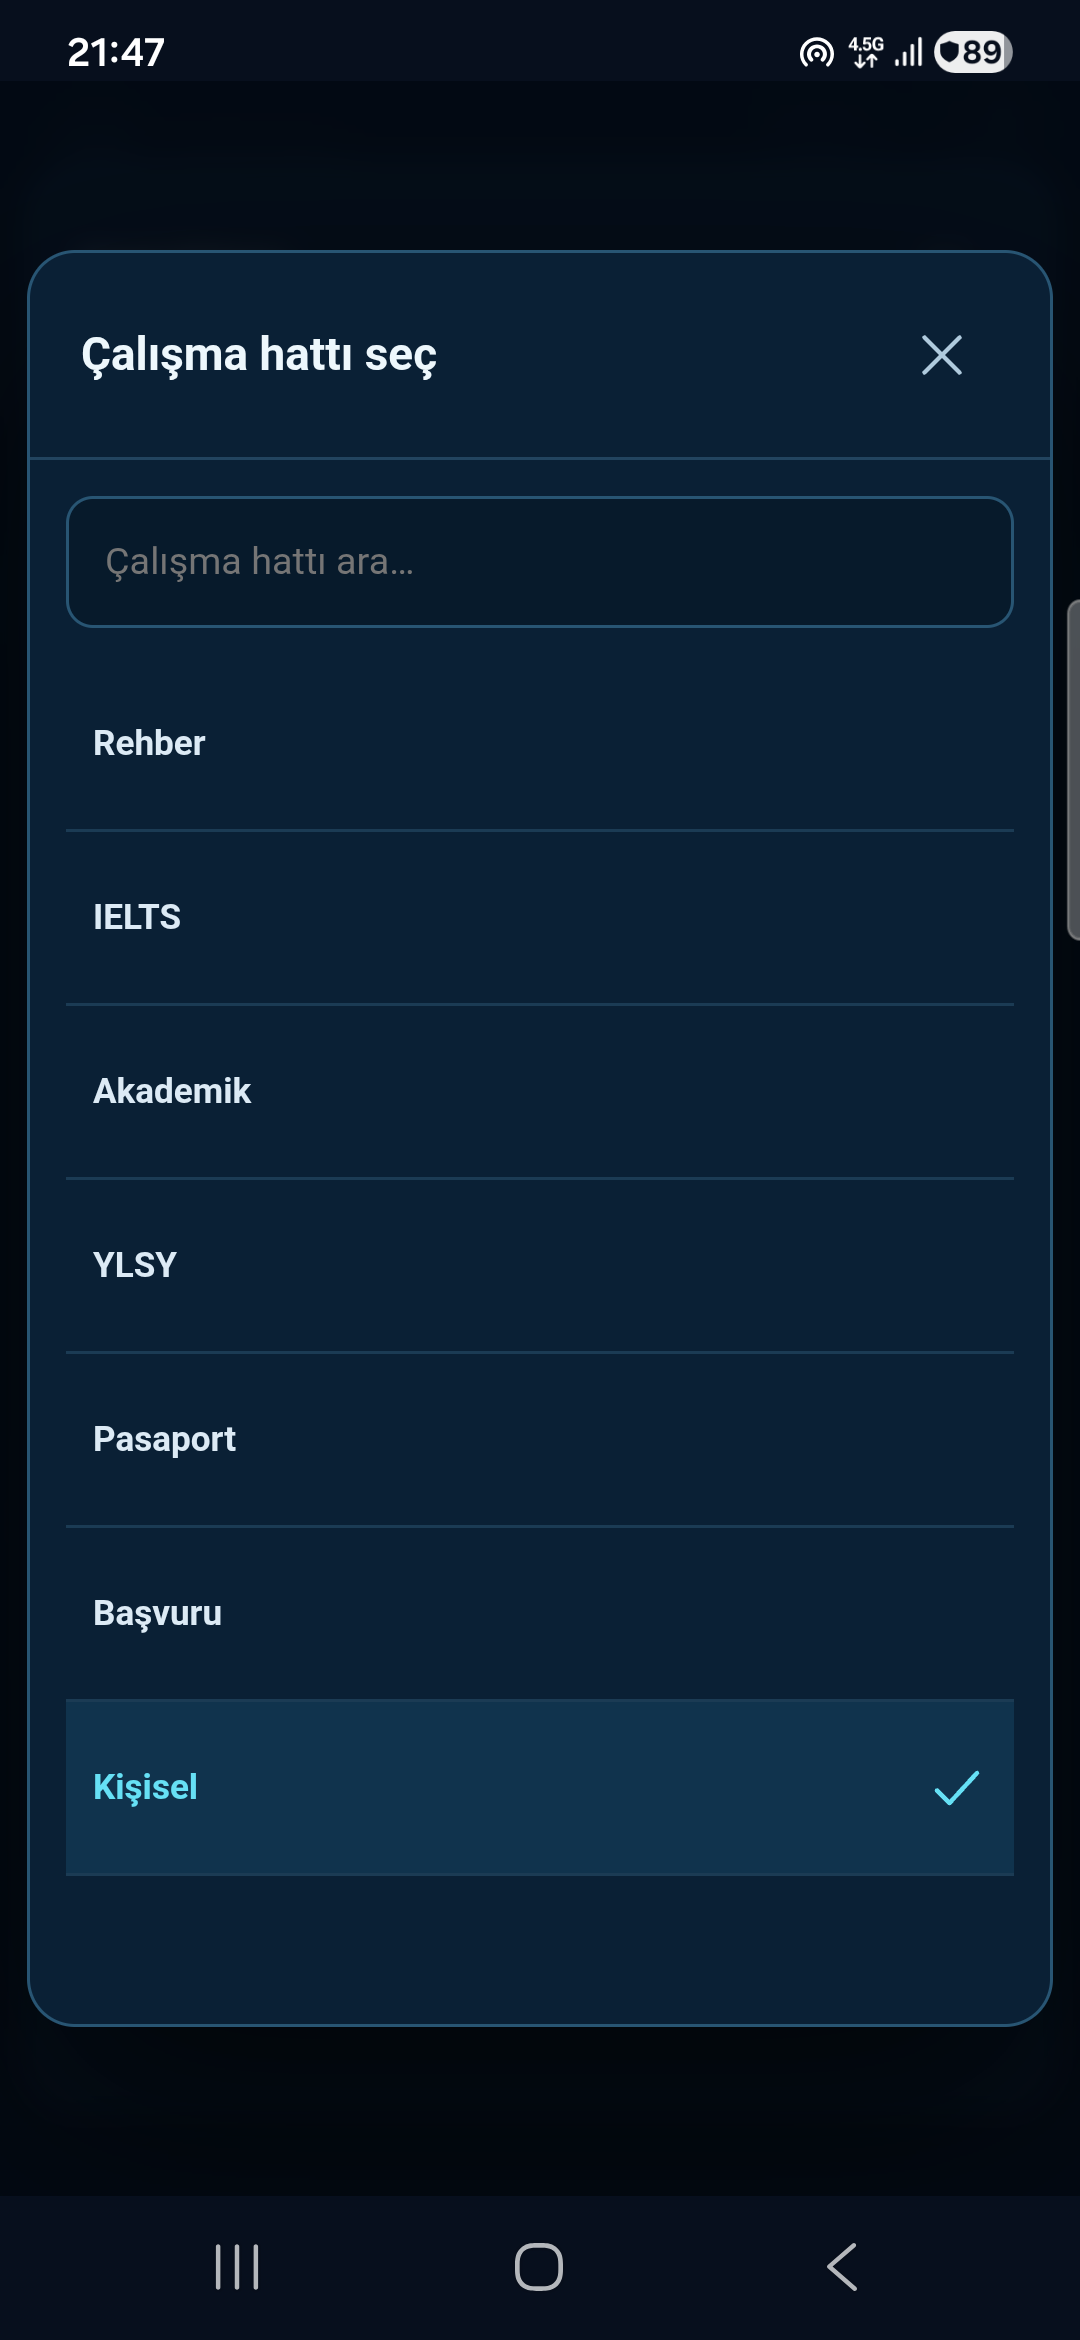 21:47
4.5G
89
Çalışma hattı seç
Çalışma hattı ara...
Rehber
IELTS
Akademik
YLSY
Pasaport
Başvuru
Kişisel